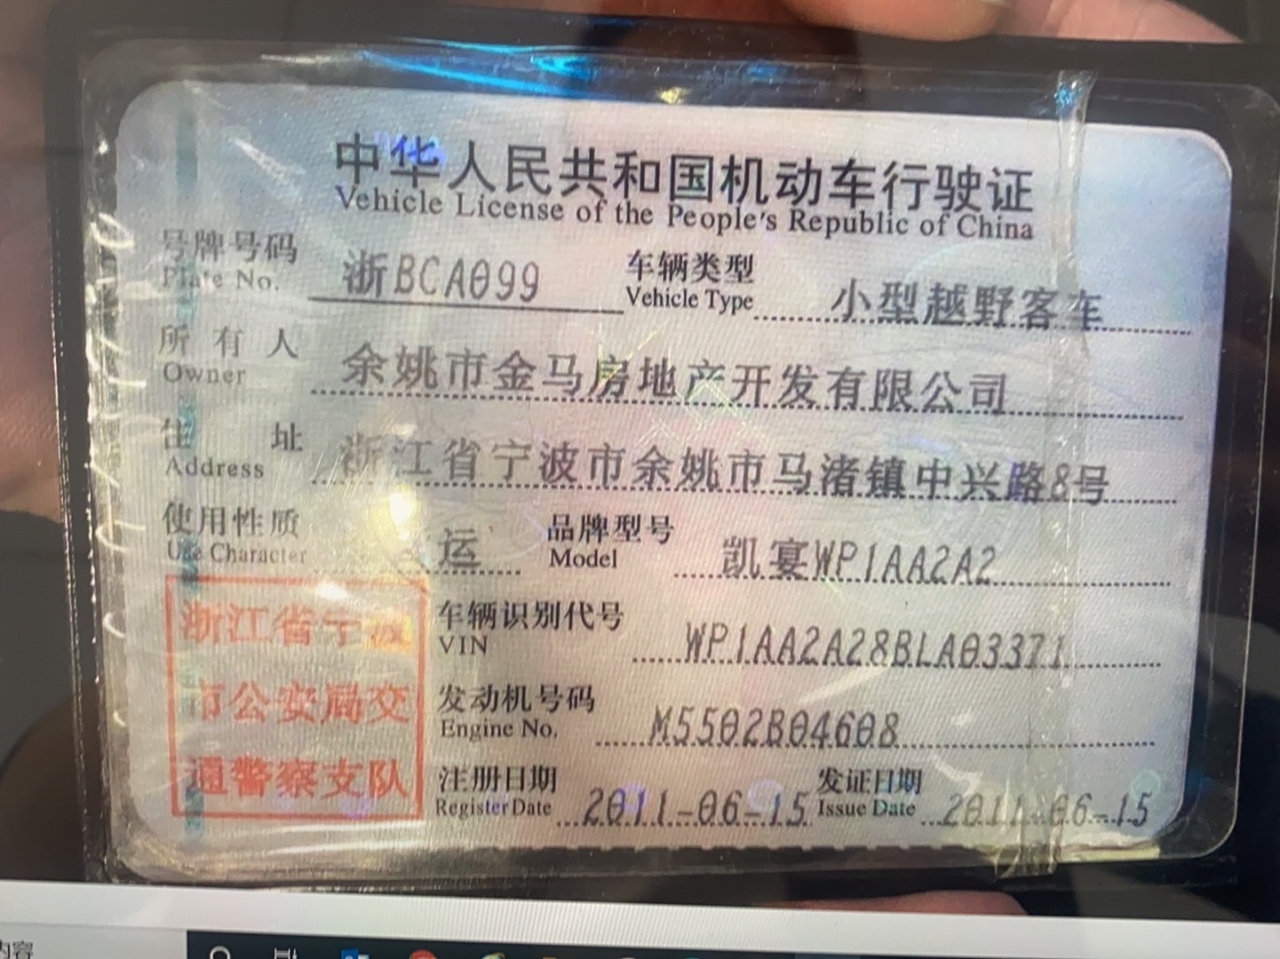 中华人民共和国机动车行驶证
Vehicle License of the People's Republic of China
号牌号码 浙BCA099 车辆类型 小型越野客车
Plate No. Vehicle Type
所有人 余姚市金马房地产开发有限公司
Owner
住址 浙江省宁波市余姚市马渚镇中兴路8号
Address
使用性质 运 品牌型号 凯宴WP1AA2A2
Use Character Model
浙江省宁波
市公安局交
通警察支队
车辆识别代号 WP1AA2A28BLA03371
VIN
发动机号码 M5502B04608
Engine No.
注册日期 2011-06-15 发证日期 2011-06-15
Register Date Issue Date
内容